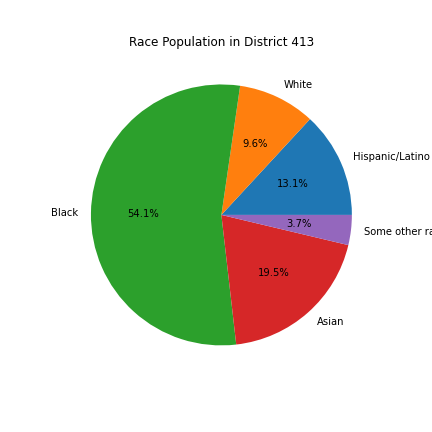 Race Population in District 413
White
9.6%
Hispanic/Latino
13.1%
Black
54.1%
3.7%
Some other ra
19.5%
Asian